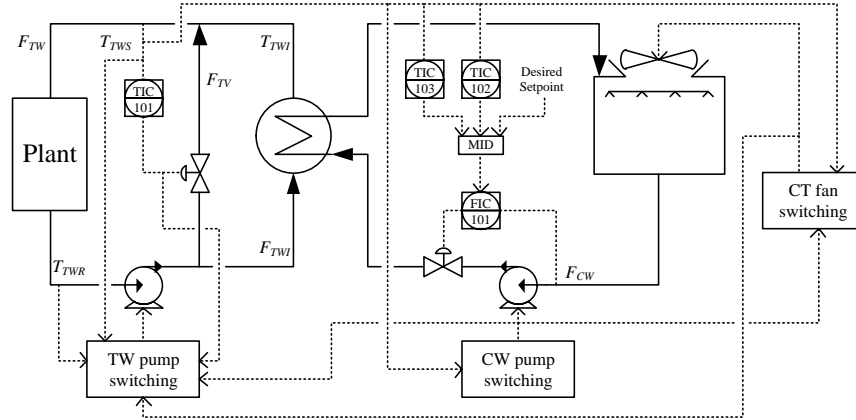 F_TW
T_TWS
T_TWI
F_TV
TIC
101
TIC
103
TIC
102
Desired
Setpoint
Plant
MID
CT fan
switching
FIC
101
F_TWI
T_TWR
F_CW
TW pump
switching
CW pump
switching